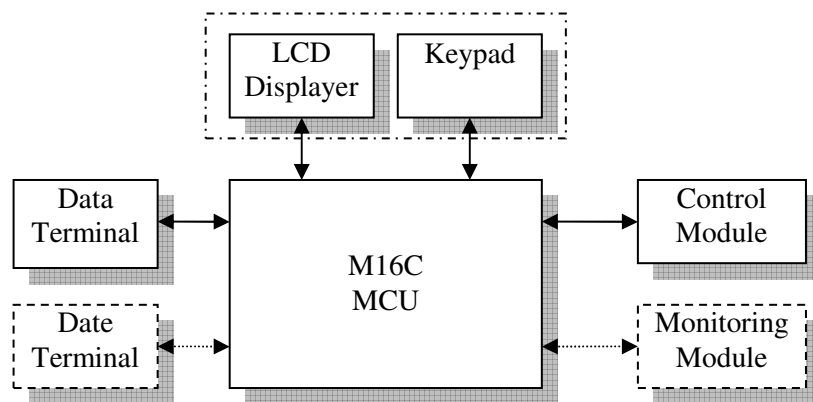 LCD
Displayer
Keypad
Data
Terminal
M16C
MCU
Control
Module
Date
Terminal
Monitoring
Module